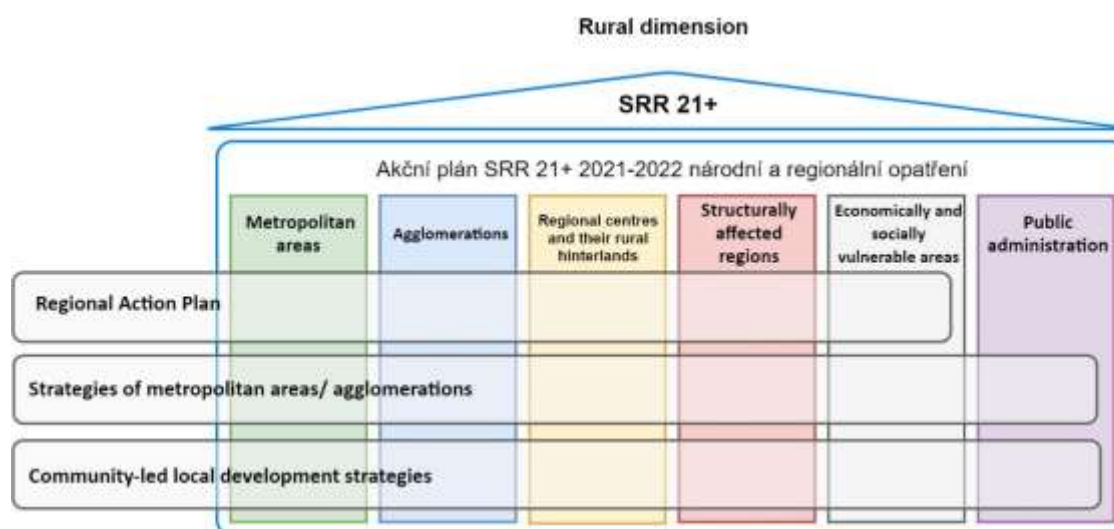 Rural dimension
SRR 21+
Akční plán SRR 21+ 2021-2022 národní a regionální opatření
Metropolitan
areas
Agglomerations
Regional centres
and their rural
hinterlands
Structurally
affected
regions
Economically and
socially
vulnerable areas
Public
administration
Regional Action Plan
Strategies of metropolitan areas/ agglomerations
Community-led local development strategies